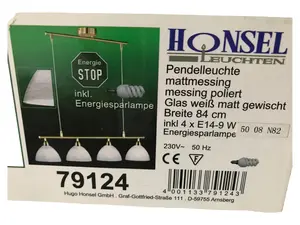 HONSEL
LEUCHTEN
Energie
STOP
inkl.
Energiesparlampe
Pendelleuchte
mattmessing
messing poliert
Glas weiß matt gewischt
Breite 84 cm
inkl 4 x E14-9 W
Energiesparlampe
50 08 N82
230V~ 50 Hz
CE
79124
4 001133 791243
Hugo Honsel GmbH · Graf-Gottfried-Straße 111 · D-59755 Arnsberg